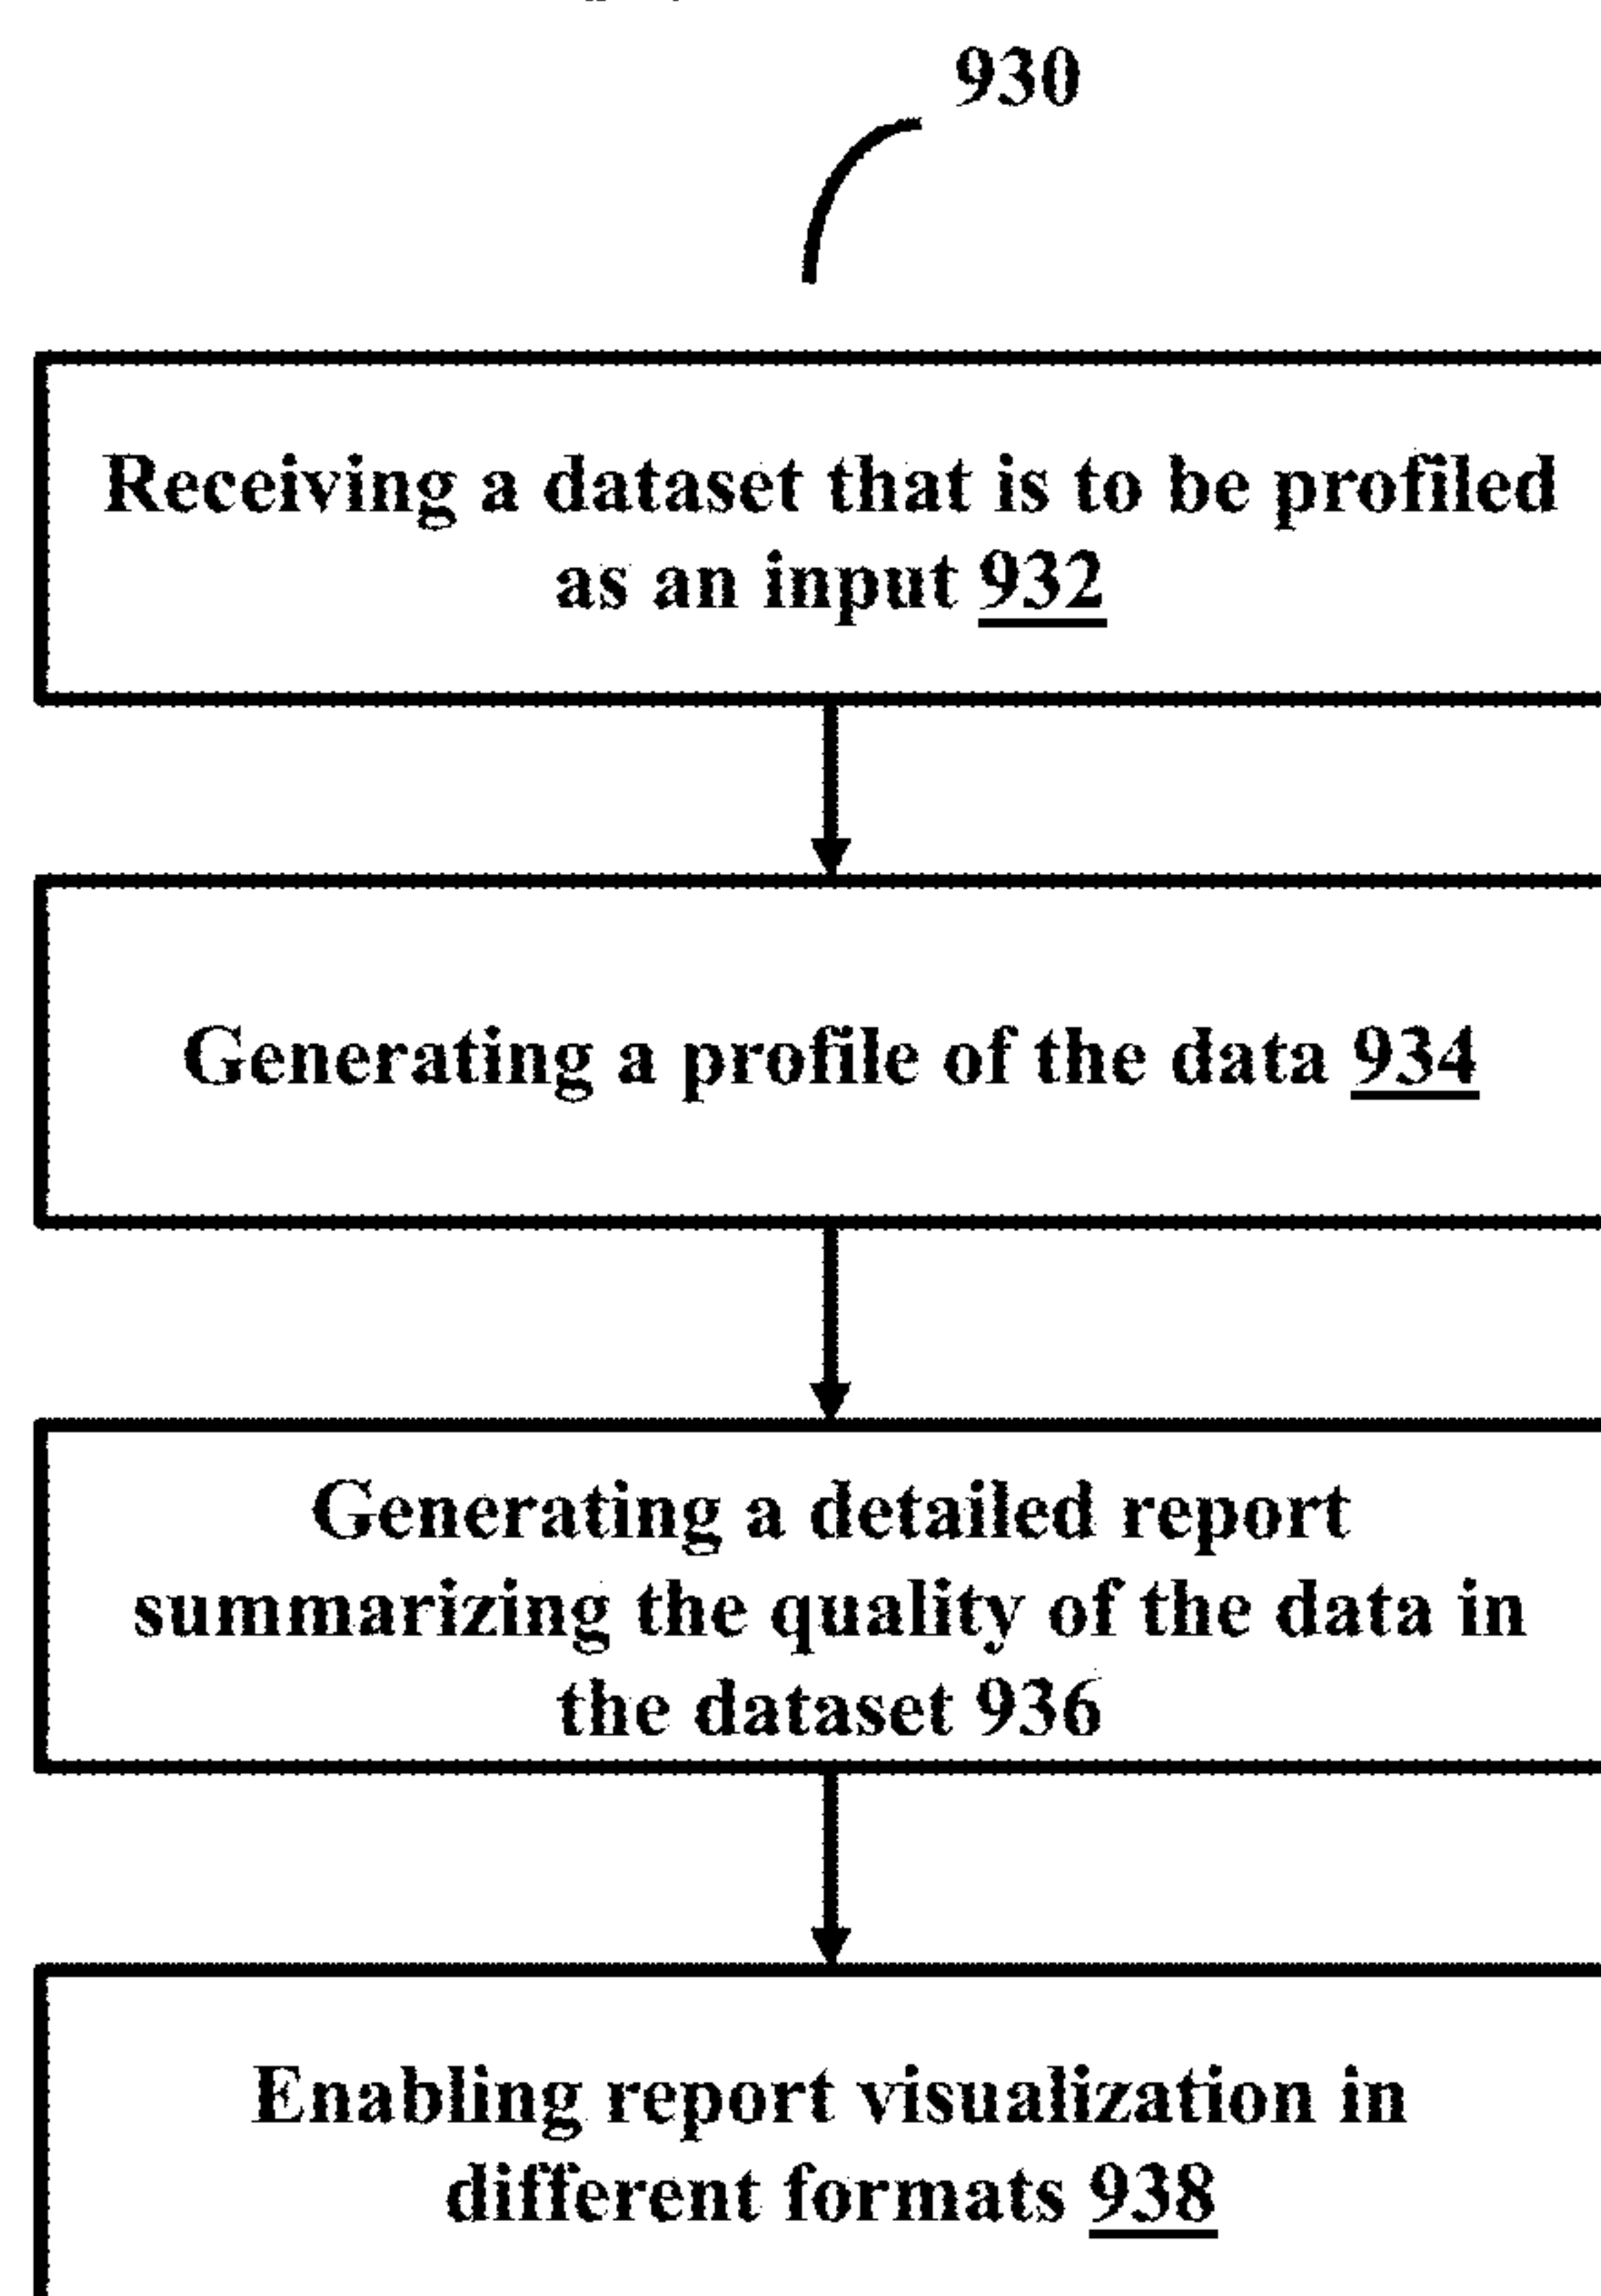 930
Receiving a dataset that is to be profiled
as an input 932
Generating a profile of the data 934
Generating a detailed report
summarizing the quality of the data in
the dataset 936
Enabling report visualization in
different formats 938